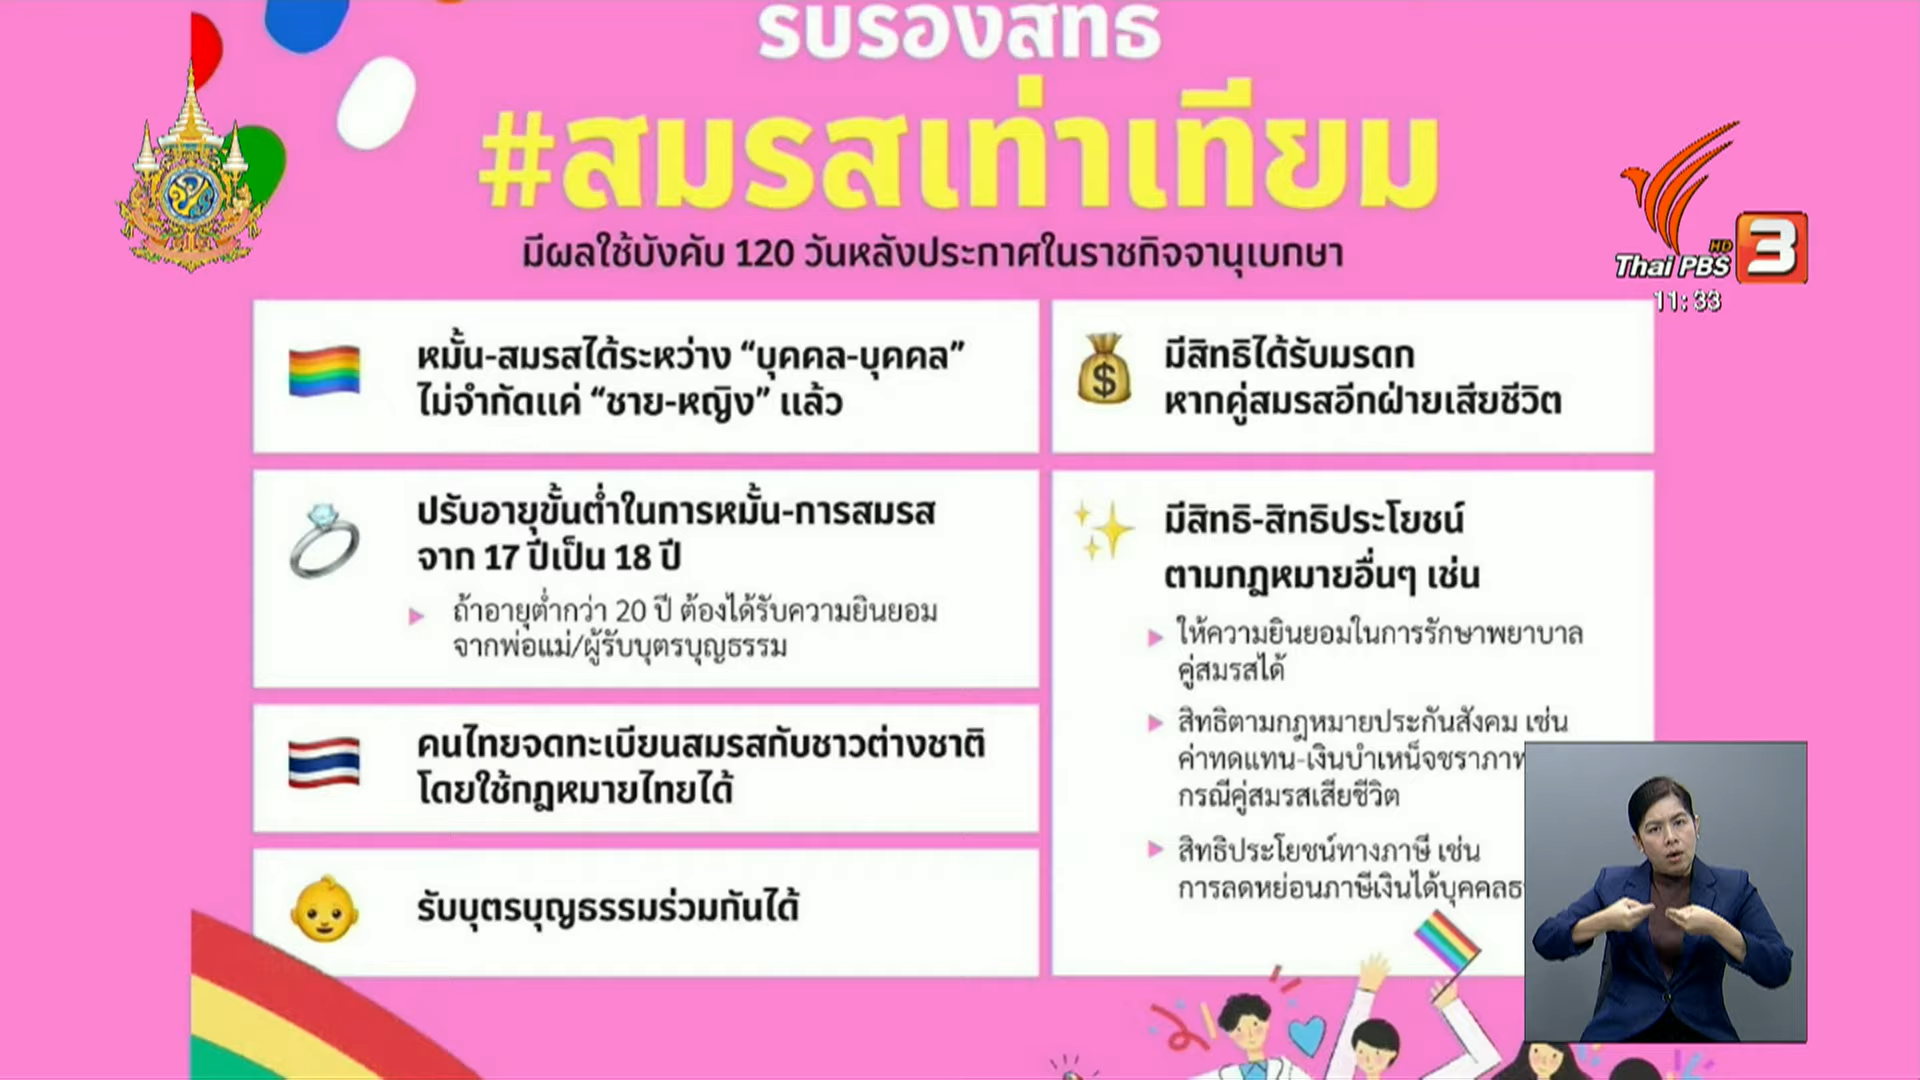 รับรองสิทธิ
#สมรสเท่าเทียม
มีผลใช้บังคับ 120 วันหลังประกาศในราชกิจจานุเบกษา
Thai PBS HD 3
11:33
หมั้น-สมรสได้ระหว่าง “บุคคล-บุคคล”
ไม่จำกัดแค่ “ชาย-หญิง” แล้ว
ปรับอายุขั้นต่ำในการหมั้น-การสมรส
จาก 17 ปีเป็น 18 ปี
ถ้าอายุต่ำกว่า 20 ปี ต้องได้รับความยินยอม
จากพ่อแม่/ผู้รับบุตรบุญธรรม
คนไทยจดทะเบียนสมรสกับชาวต่างชาติ
โดยใช้กฎหมายไทยได้
รับบุตรบุญธรรมร่วมกันได้
มีสิทธิได้รับมรดก
หากคู่สมรสอีกฝ่ายเสียชีวิต
มีสิทธิ-สิทธิประโยชน์
ตามกฎหมายอื่นๆ เช่น
ให้ความยินยอมในการรักษาพยาบาล
คู่สมรสได้
สิทธิตามกฎหมายประกันสังคม เช่น
ค่าทดแทน-เงินบำเหน็จชราภาพ
กรณีคู่สมรสเสียชีวิต
สิทธิประโยชน์ทางภาษี เช่น
การลดหย่อนภาษีเงินได้บุคคลธ